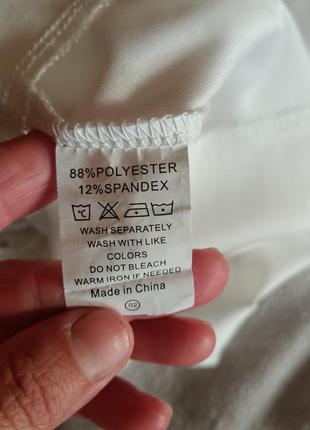 88%POLYESTER
12%SPANDEX
WASH SEPARATELY
WASH WITH LIKE
COLORS
DO NOT BLEACH
WARM IRON IF NEEDED
Made in China
02